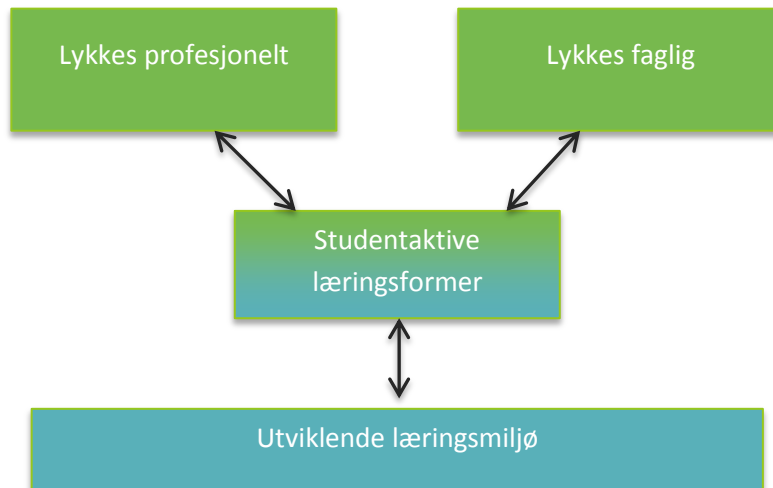 Lykkes profesjonelt
Lykkes faglig
Studentaktive
læringsformer
Utviklende læringsmiljø